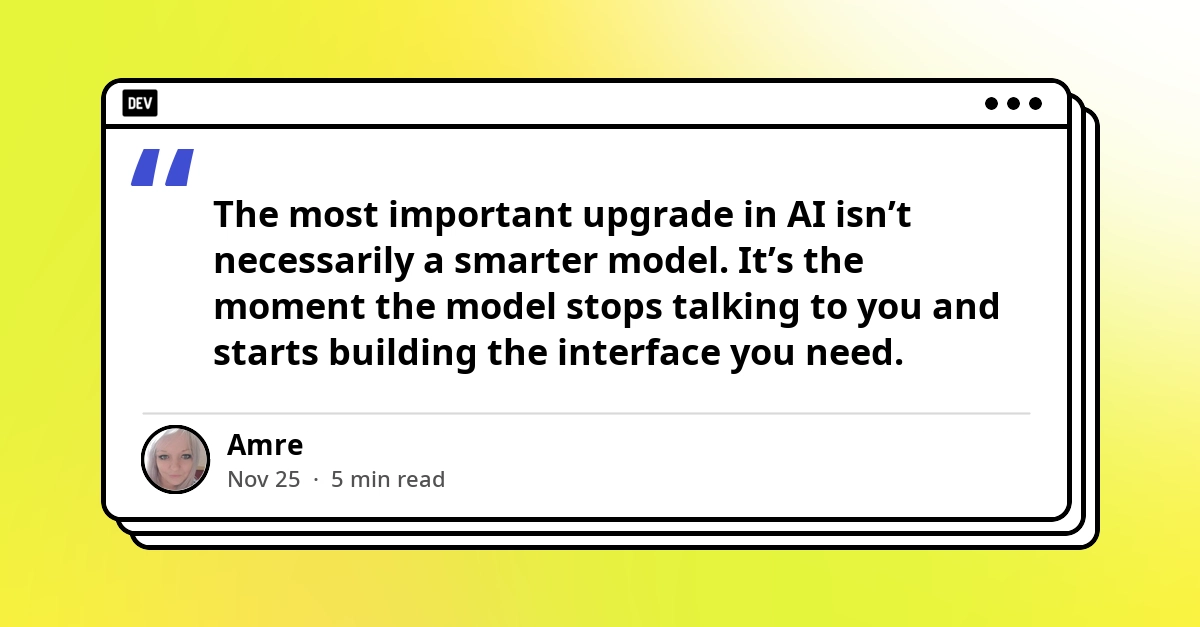 DEV
The most important upgrade in AI isn’t
necessarily a smarter model. It’s the
moment the model stops talking to you and
starts building the interface you need.
Amre
Nov 25 · 5 min read